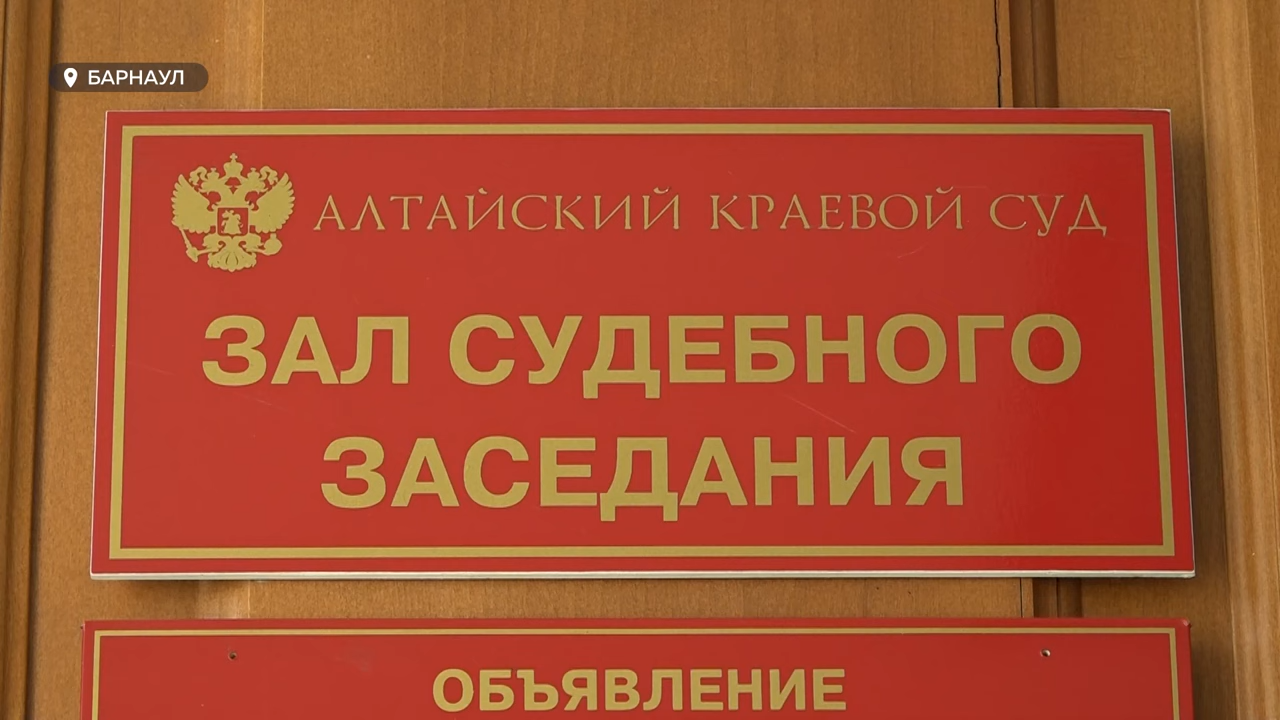 БАРНАУЛ
АЛТАЙСКИЙ КРАЕВОЙ СУД
ЗАЛ СУДЕБНОГО
ЗАСЕДАНИЯ
ОБЪЯВЛЕНИЕ